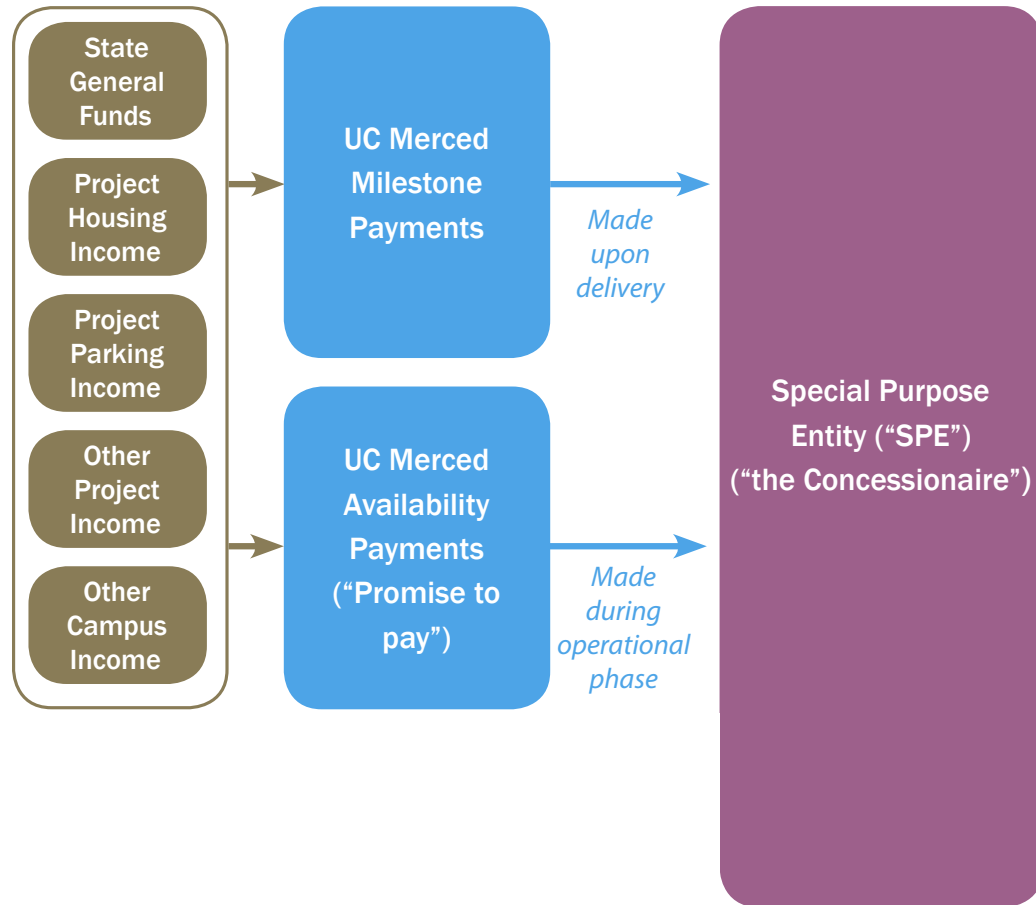 State
General
Funds
Project
Housing
Income
Project
Parking
Income
Other
Project
Income
Other
Campus
Income
UC Merced
Milestone
Payments
UC Merced
Availability
Payments
(“Promise to
pay”)
Made
upon
delivery
Made
during
operational
phase
Special Purpose
Entity (“SPE”)
(“the Concessionaire”)